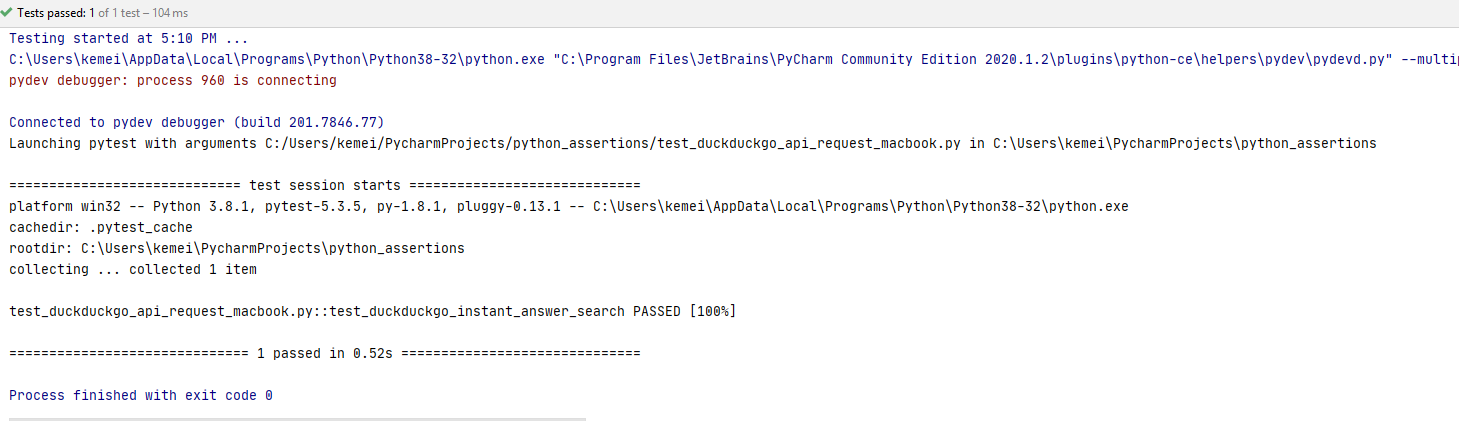 Tests passed: 1 of 1 test – 104 ms
Testing started at 5:10 PM ...
C:\Users\kemei\AppData\Local\Programs\Python\Python38-32\python.exe "C:\Program Files\JetBrains\PyCharm Community Edition 2020.1.2\plugins\python-ce\helpers\pydev\pydevd.py" --multip
pydev debugger: process 960 is connecting
Connected to pydev debugger (build 201.7846.77)
Launching pytest with arguments C:/Users/kemei/PycharmProjects/python_assertions/test_duckduckgo_api_request_macbook.py in C:\Users\kemei\PycharmProjects\python_assertions
============================= test session starts =============================
platform win32 -- Python 3.8.1, pytest-5.3.5, py-1.8.1, pluggy-0.13.1 -- C:\Users\kemei\AppData\Local\Programs\Python\Python38-32\python.exe
cachedir: .pytest_cache
rootdir: C:\Users\kemei\PycharmProjects\python_assertions
collecting ... collected 1 item
test_duckduckgo_api_request_macbook.py::test_duckduckgo_instant_answer_search PASSED [100%]
============================== 1 passed in 0.52s ==============================
Process finished with exit code 0